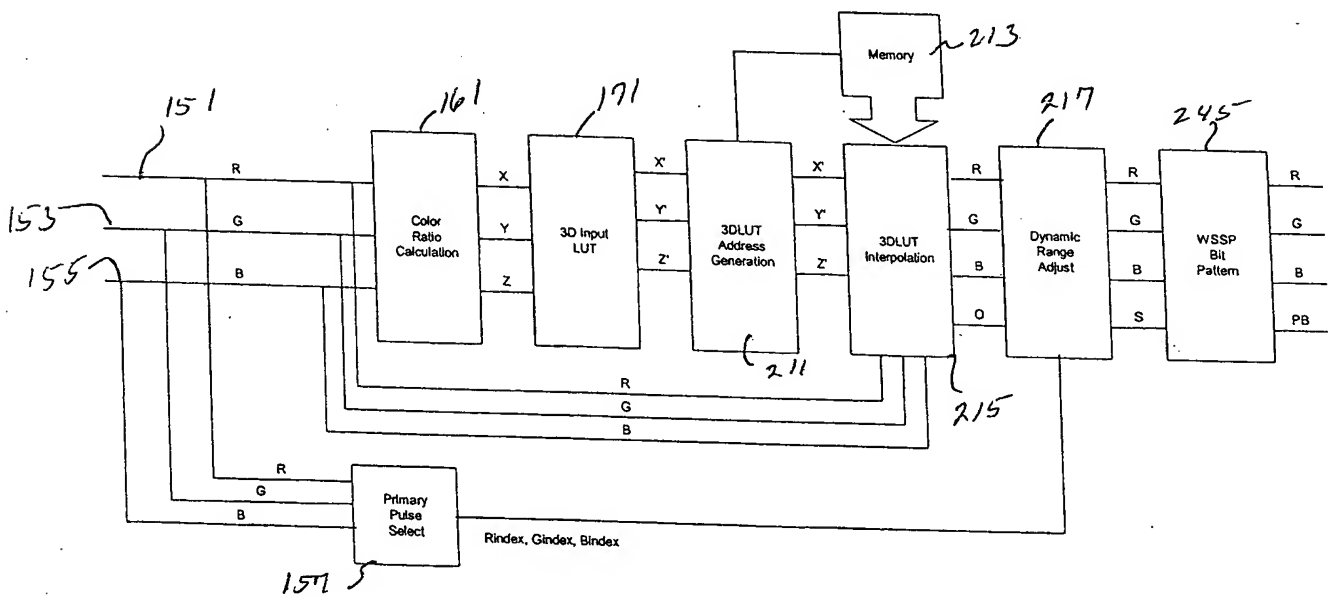 Memory
213
151
161
171
217
245
R
X
X'
X'
R
R
R
153
G
Color
Ratio
Calculation
Y
3D Input
LUT
Y'
3DLUT
Address
Generation
Y'
3DLUT
Interpolation
G
Dynamic
Range
Adjust
G
WSSP
Bit
Pattern
G
155
B
Z
Z'
Z'
B
B
B
O
S
PB
211
215
R
G
B
R
G
B
Primary
Pulse
Select
Rindex, Gindex, Bindex
157